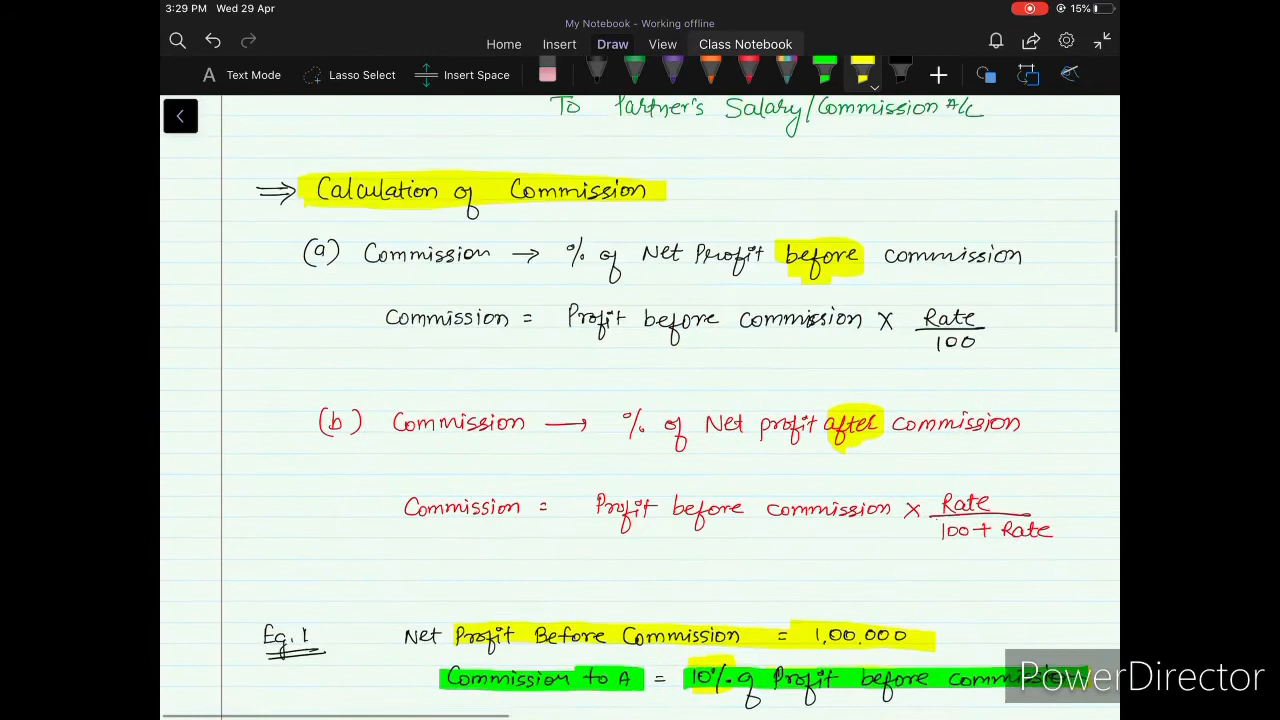 3:29 PM Wed 29 Apr 15%
My Notebook - Working offline
Home Insert Draw View Class Notebook
A Text Mode Lasso Select Insert Space
To Partner's Salary/Commission A/c
⇒ Calculation of Commission
(a) Commission → % of Net Profit before commission
Commission = Profit before commission X Rate/100
(b) Commission → % of Net profit after commission
Commission = Profit before commission X Rate/100+Rate
Eg.1 Net Profit Before Commission = 1,00,000
Commission to A = 10% of Profit before commission
PowerDirector